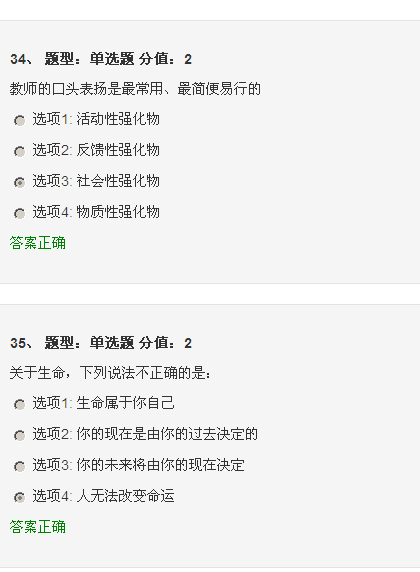 34、 题型：单选题 分值：2
教师的口头表扬是最常用、最简便易行的
选项1: 活动性强化物
选项2: 反馈性强化物
选项3: 社会性强化物
选项4: 物质性强化物
答案正确
35、 题型：单选题 分值：2
关于生命，下列说法不正确的是：
选项1: 生命属于你自己
选项2: 你的现在是由你的过去决定的
选项3: 你的未来将由你的现在决定
选项4: 人无法改变命运
答案正确